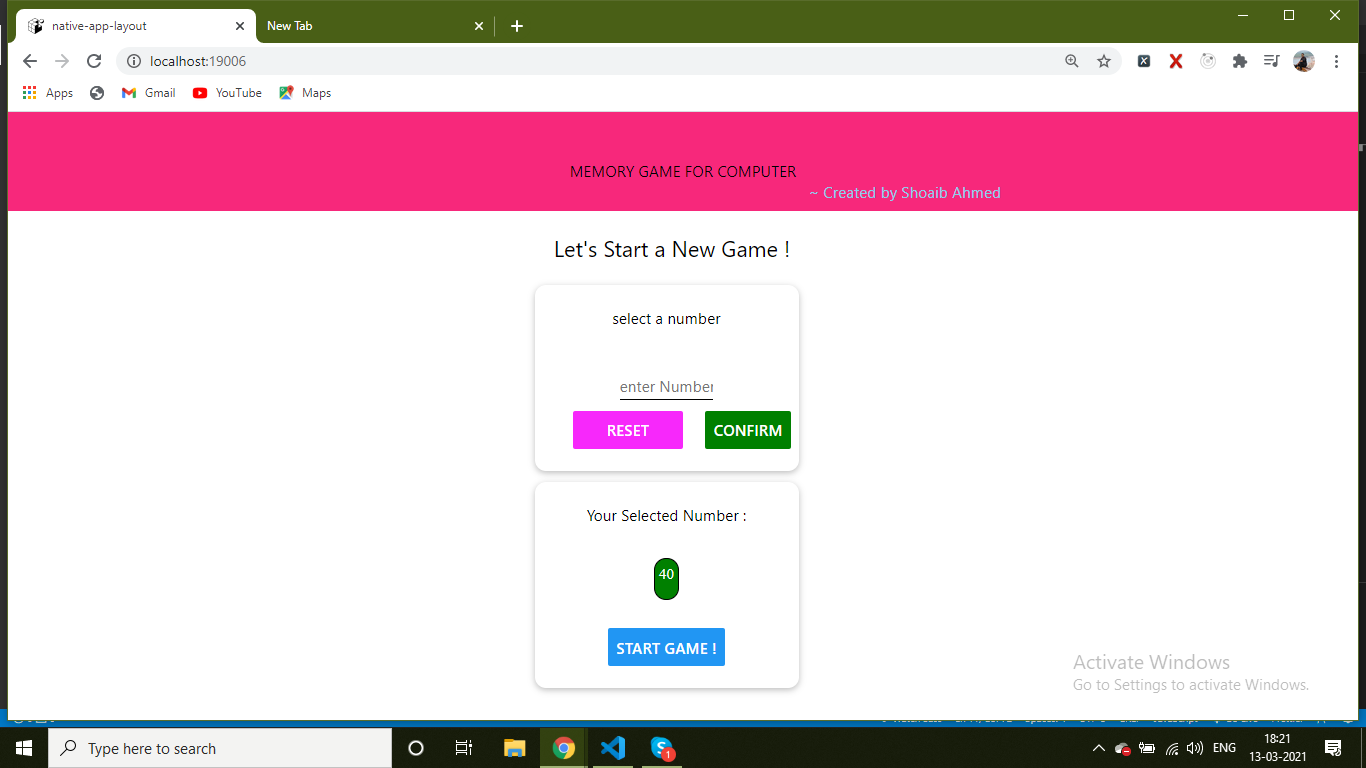 native-app-layout
New Tab
localhost:19006
Apps
Gmail
YouTube
Maps
MEMORY GAME FOR COMPUTER
~ Created by Shoaib Ahmed
Let's Start a New Game !
select a number
enter Number
RESET
CONFIRM
Your Selected Number :
40
START GAME !
Activate Windows
Go to Settings to activate Windows.
Type here to search
1
ENG
18:21
13-03-2021